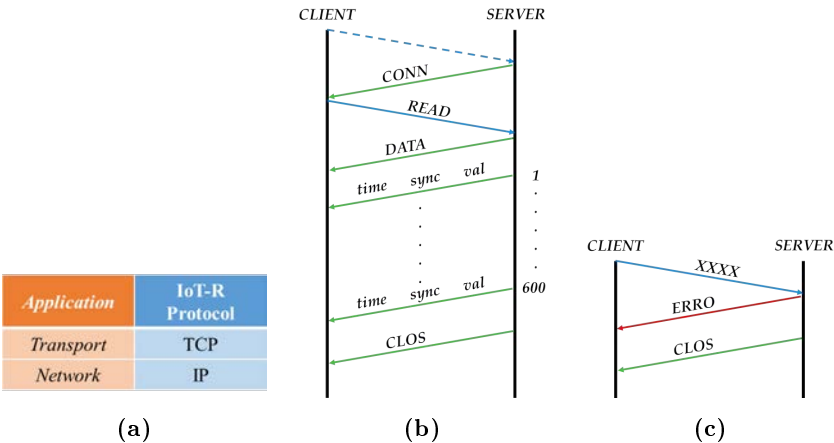 Application
IoT-R
Protocol
Transport
TCP
Network
IP
(a)
CLIENT
SERVER
CONN
READ
DATA
time sync val
1
time sync val
600
CLOS
(b)
CLIENT
SERVER
XXXX
ERRO
CLOS
(c)